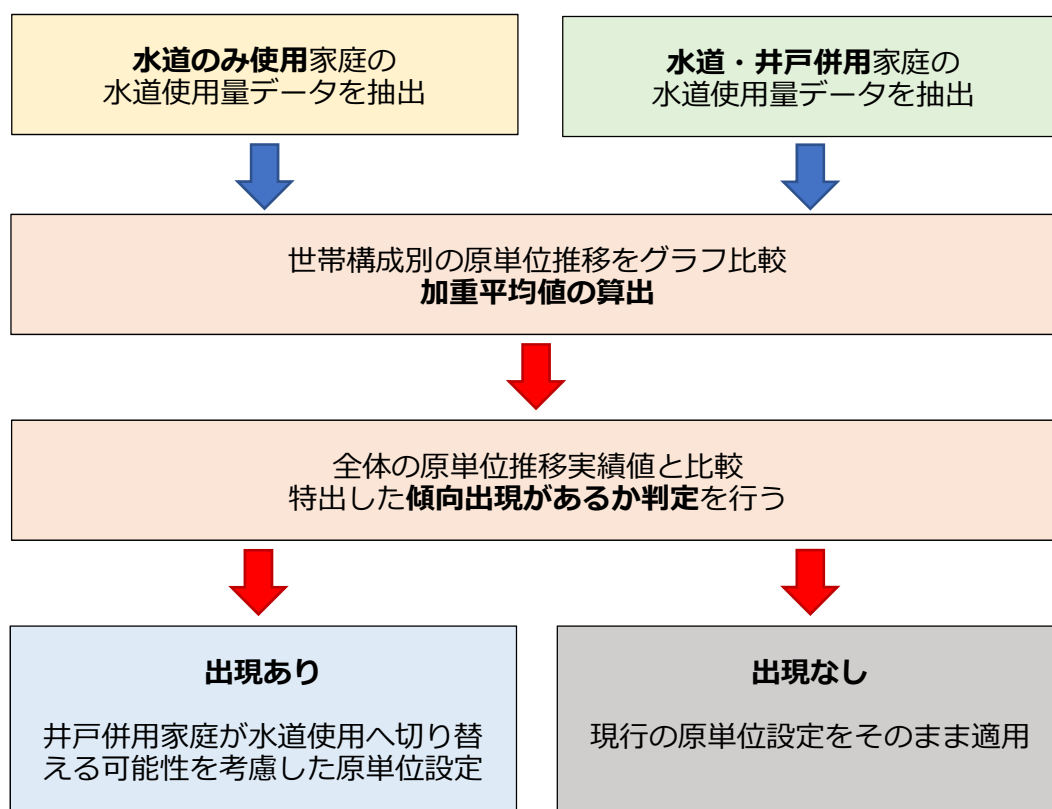 水道のみ使用家庭の
水道使用量データを抽出
水道・井戸併用家庭の
水道使用量データを抽出
世帯構成別の原単位推移をグラフ比較
加重平均値の算出
全体の原単位推移実績値と比較
特出した傾向出現があるか判定を行う
出現あり
井戸併用家庭が水道使用へ切り替
える可能性を考慮した原単位設定
出現なし
現行の原単位設定をそのまま適用